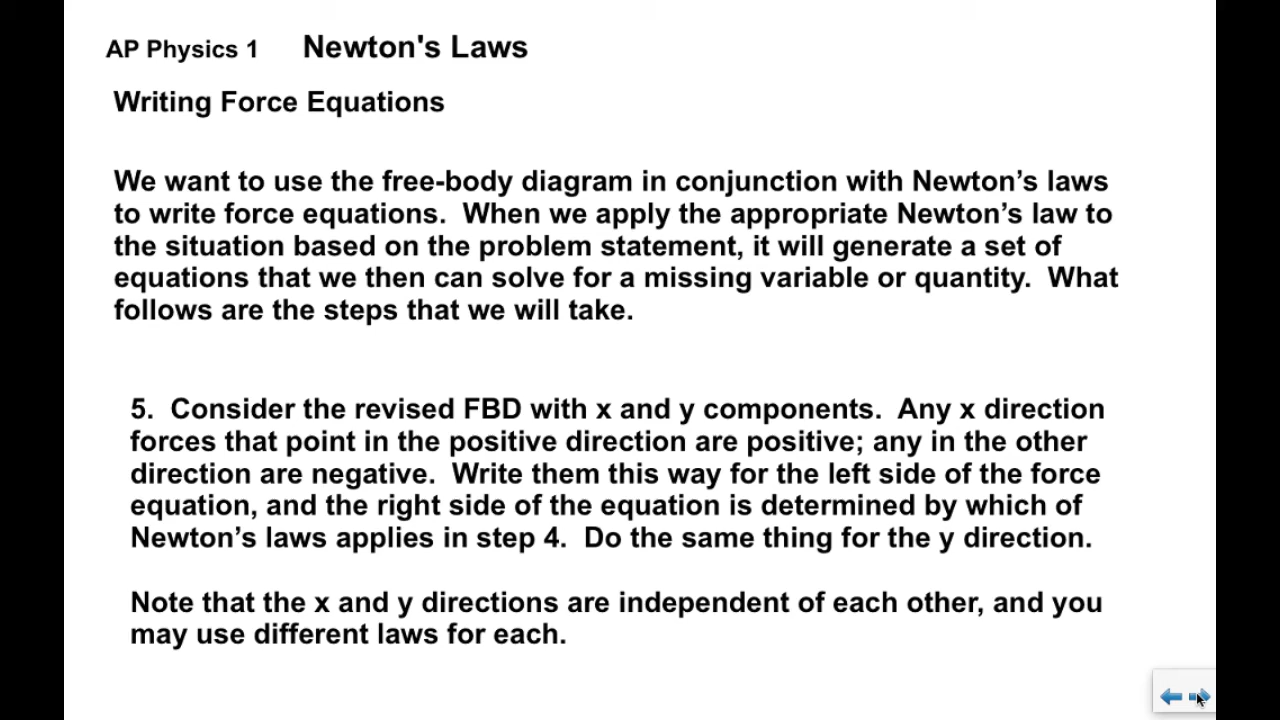 AP Physics 1 Newton's Laws
Writing Force Equations
We want to use the free-body diagram in conjunction with Newton’s laws
to write force equations. When we apply the appropriate Newton’s law to
the situation based on the problem statement, it will generate a set of
equations that we then can solve for a missing variable or quantity. What
follows are the steps that we will take.
5. Consider the revised FBD with x and y components. Any x direction
forces that point in the positive direction are positive; any in the other
direction are negative. Write them this way for the left side of the force
equation, and the right side of the equation is determined by which of
Newton’s laws applies in step 4. Do the same thing for the y direction.
Note that the x and y directions are independent of each other, and you
may use different laws for each.